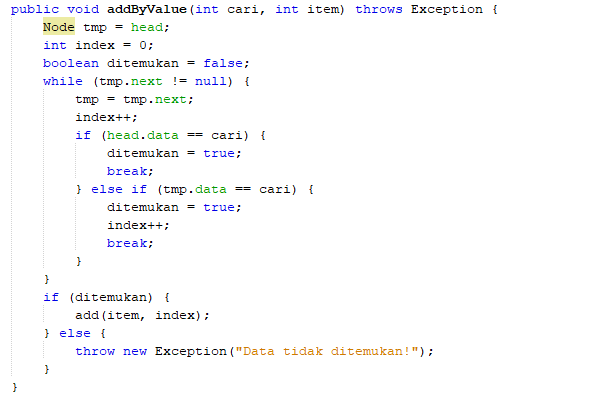 public void addByValue(int cari, int item) throws Exception {
    Node tmp = head;
    int index = 0;
    boolean ditemukan = false;
    while (tmp.next != null) {
        tmp = tmp.next;
        index++;
        if (head.data == cari) {
            ditemukan = true;
            break;
        } else if (tmp.data == cari) {
            ditemukan = true;
            index++;
            break;
        }
    }
    if (ditemukan) {
        add(item, index);
    } else {
        throw new Exception("Data tidak ditemukan!");
    }
}